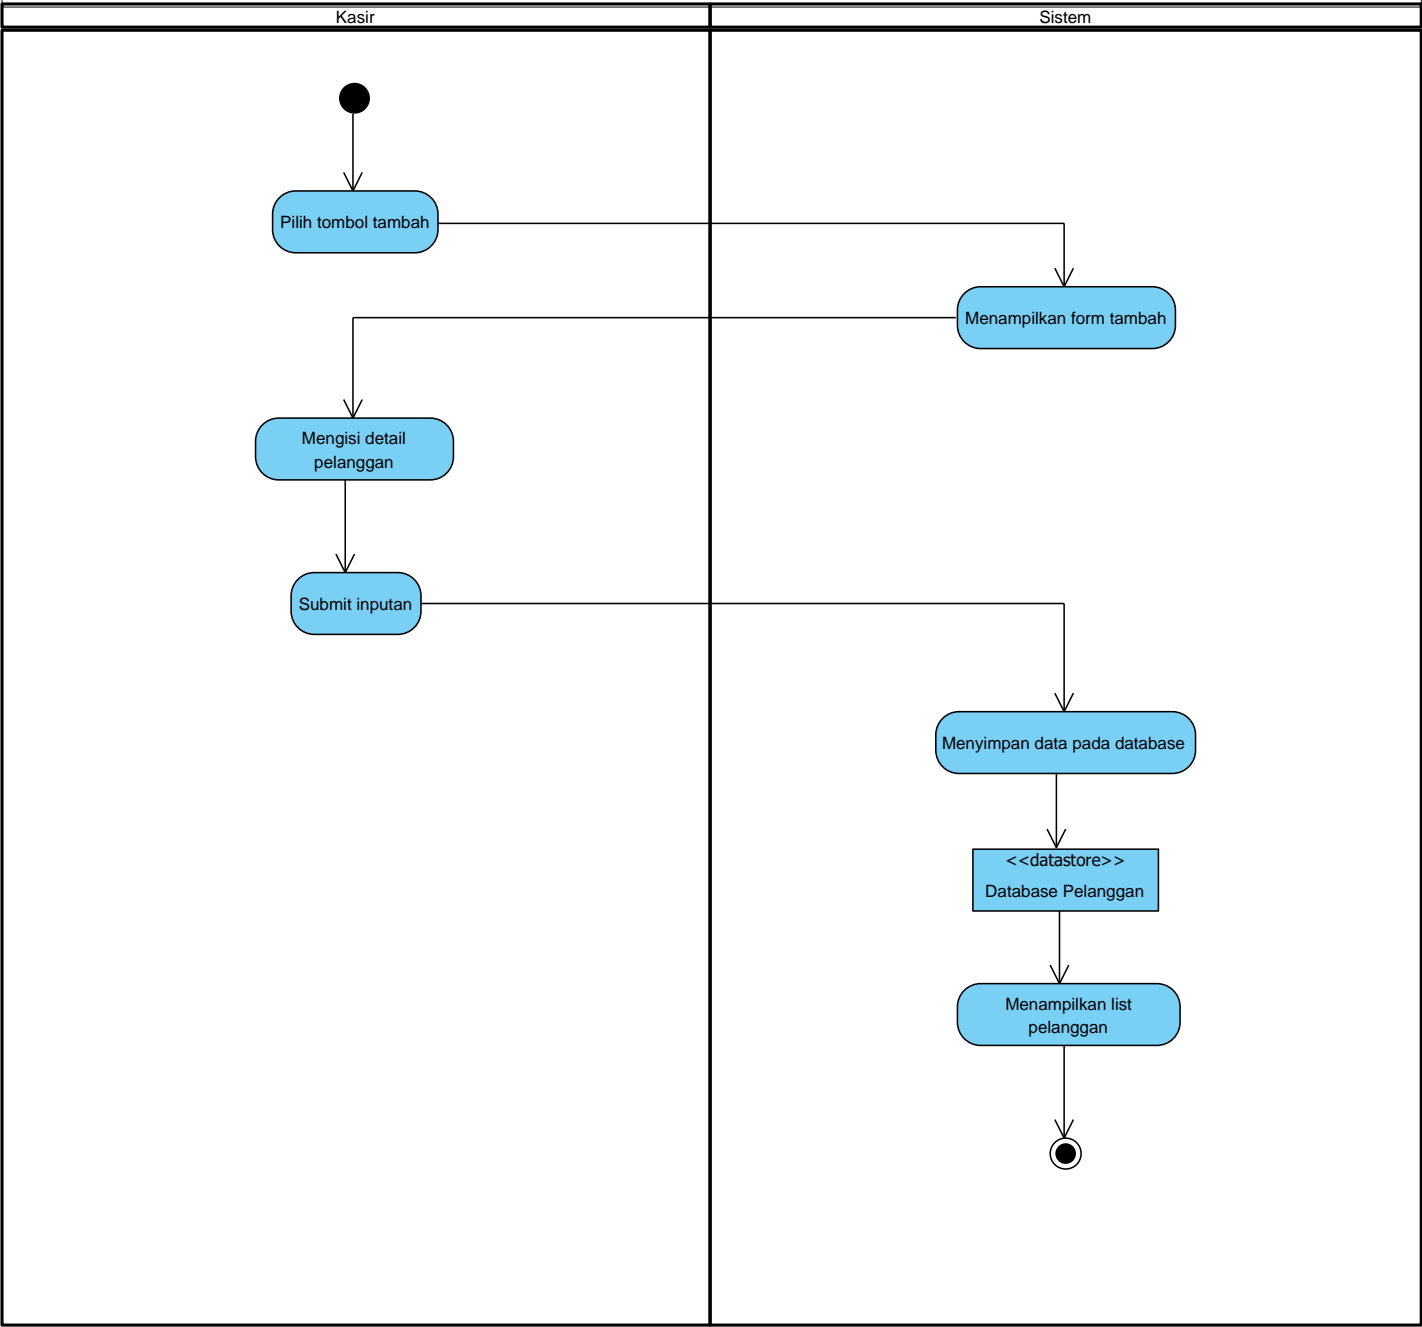 Kasir
Sistem
Pilih tombol tambah
Menampilkan form tambah
Mengisi detail
pelanggan
Submit inputan
Menyimpan data pada database
<<datastore>>
Database Pelanggan
Menampilkan list
pelanggan